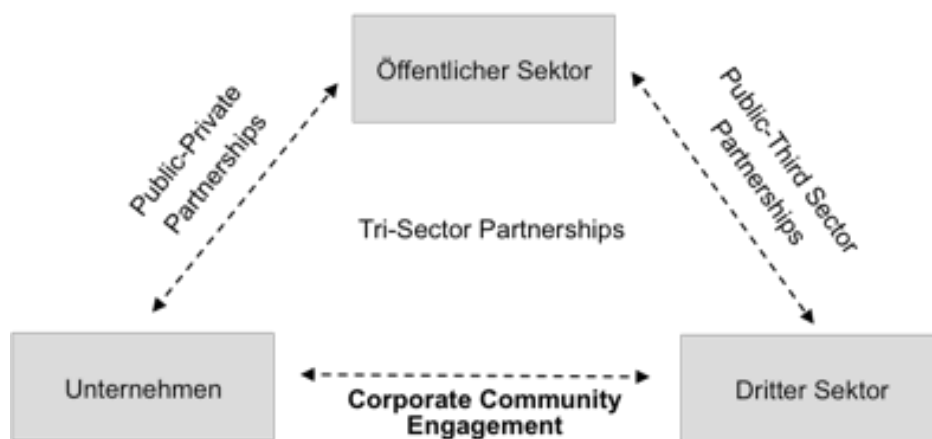 Öffentlicher Sektor
Public-Private
Partnerships
Public-Third Sector
Partnerships
Tri-Sector Partnerships
Unternehmen
Corporate Community
Engagement
Dritter Sektor